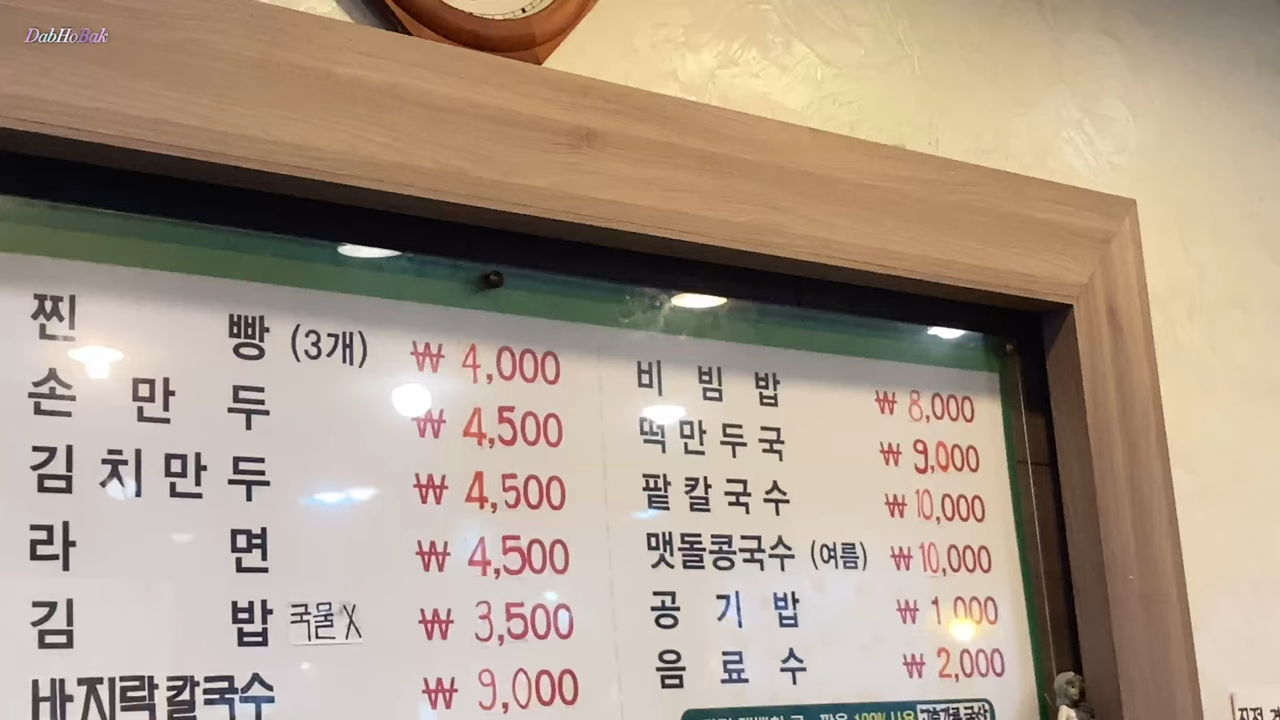 DabHoBak
찐빵 (3개) ₩ 4,000
손만두 ₩ 4,500
김치만두 ₩ 4,500
라면 ₩ 4,500
김밥 국물X ₩ 3,500
바지락칼국수 ₩ 9,000
비빔밥 ₩ 8,000
떡만두국 ₩ 9,000
팥칼국수 ₩ 10,000
맷돌콩국수 (여름) ₩ 10,000
공기밥 ₩ 1,000
음료수 ₩ 2,000